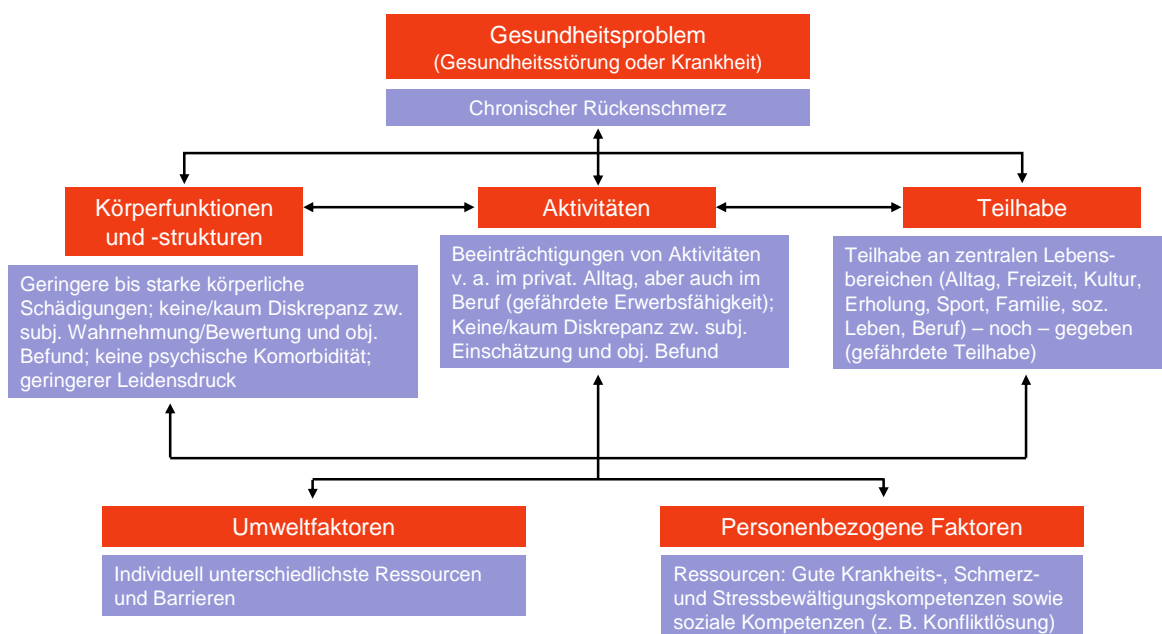 Gesundheitsproblem
(Gesundheitsstörung oder Krankheit)
Chronischer Rückenschmerz
Körperfunktionen
und -strukturen
Geringere bis starke körperliche
Schädigungen; keine/kaum Diskrepanz zw.
subj. Wahrnehmung/Bewertung und obj.
Befund; keine psychische Komorbidität;
geringerer Leidensdruck
Aktivitäten
Beeinträchtigungen von Aktivitäten
v. a. im privat. Alltag, aber auch im
Beruf (gefährdete Erwerbsfähigkeit);
Keine/kaum Diskrepanz zw. subj.
Einschätzung und obj. Befund
Teilhabe
Teilhabe an zentralen Lebens-
bereichen (Alltag, Freizeit, Kultur,
Erholung, Sport, Familie, soz.
Leben, Beruf) – noch – gegeben
(gefährdete Teilhabe)
Umweltfaktoren
Individuell unterschiedlichste Ressourcen
und Barrieren
Personenbezogene Faktoren
Ressourcen: Gute Krankheits-, Schmerz-
und Stressbewältigungskompetenzen sowie
soziale Kompetenzen (z. B. Konfliktlösung)